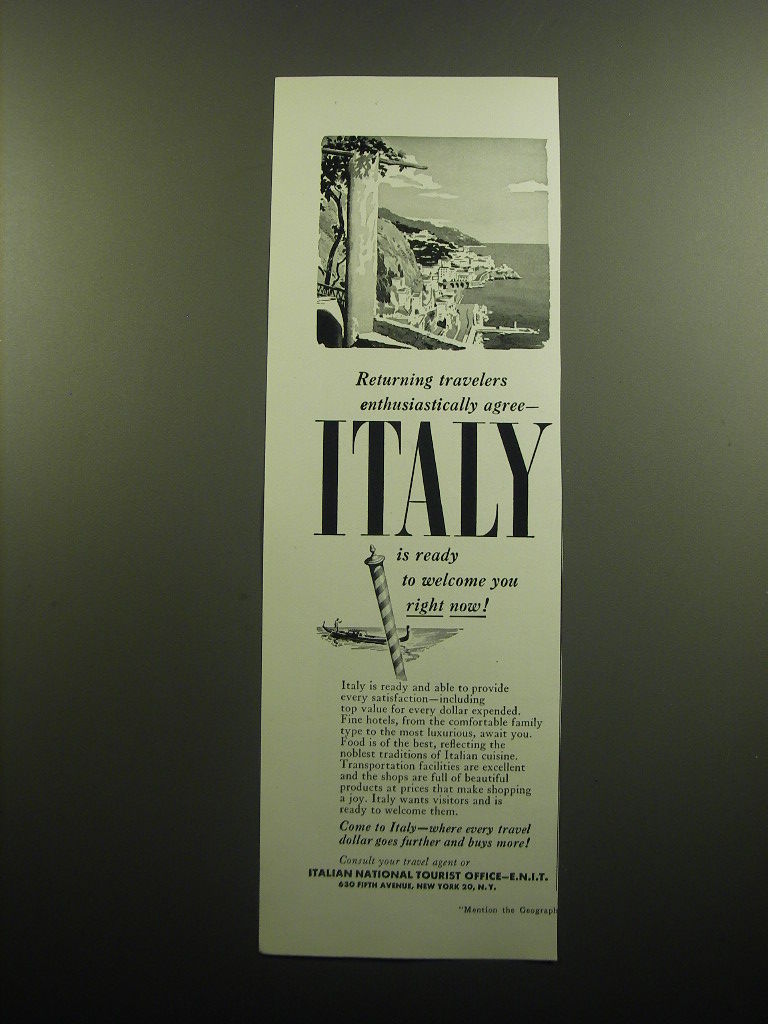 Returning travelers
enthusiastically agree—
ITALY
is ready
to welcome you
right now!
Italy is ready and able to provide
every satisfaction—including
top value for every dollar expended.
Fine hotels, from the comfortable family
type to the most luxurious, await you.
Food is of the best, reflecting the
noblest traditions of Italian cuisine.
Transportation facilities are excellent
and the shops are full of beautiful
products at prices that make shopping
a joy. Italy wants visitors and is
ready to welcome them.
Come to Italy—where every travel
dollar goes further and buys more!
Consult your travel agent or
ITALIAN NATIONAL TOURIST OFFICE—E.N.I.T.
630 FIFTH AVENUE, NEW YORK 20, N.Y.
"Mention the Geograph